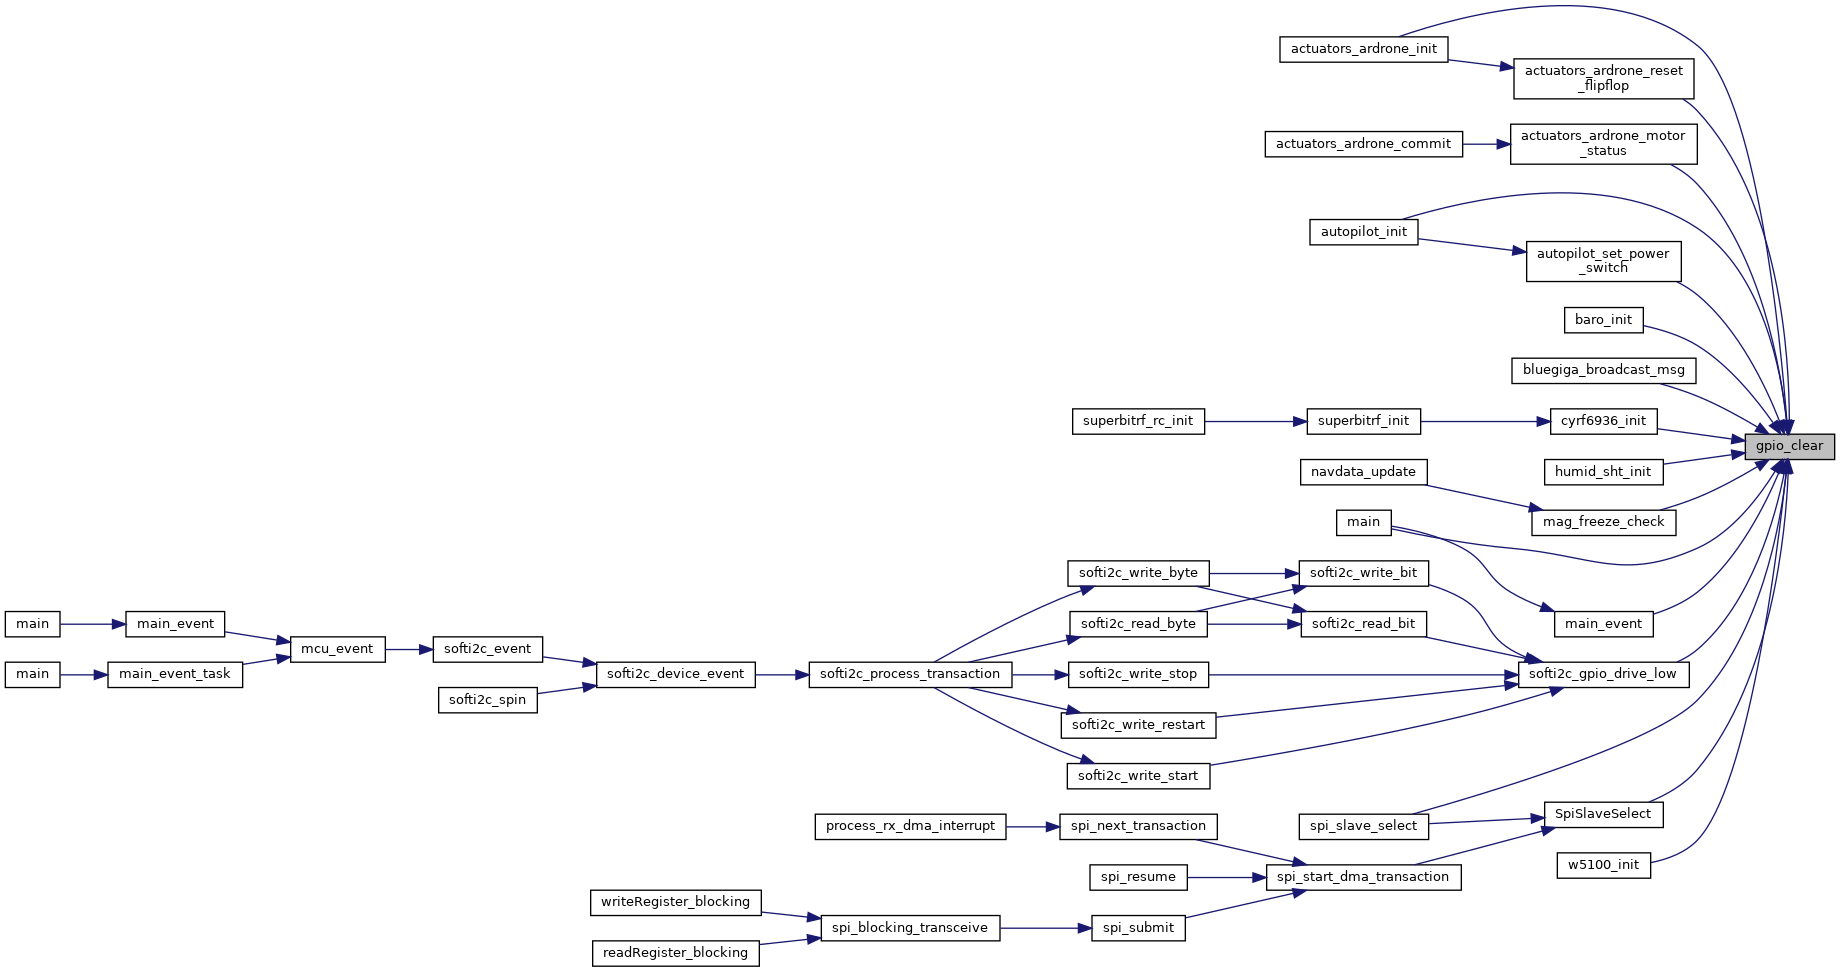 actuators_ardrone_init
actuators_ardrone_reset
_flipflop
actuators_ardrone_commit
actuators_ardrone_motor
_status
autopilot_init
autopilot_set_power
_switch
baro_init
bluegiga_broadcast_msg
superbitrf_rc_init
superbitrf_init
cyrf6936_init
gpio_clear
humid_sht_init
navdata_update
mag_freeze_check
main
main_event
softi2c_write_byte
softi2c_write_bit
softi2c_read_byte
softi2c_read_bit
main
main_event
mcu_event
softi2c_event
main
main_event_task
softi2c_spin
softi2c_device_event
softi2c_process_transaction
softi2c_write_stop
softi2c_gpio_drive_low
softi2c_write_restart
softi2c_write_start
process_rx_dma_interrupt
spi_next_transaction
spi_slave_select
SpiSlaveSelect
w5100_init
spi_resume
spi_start_dma_transaction
writeRegister_blocking
spi_blocking_transceive
spi_submit
readRegister_blocking